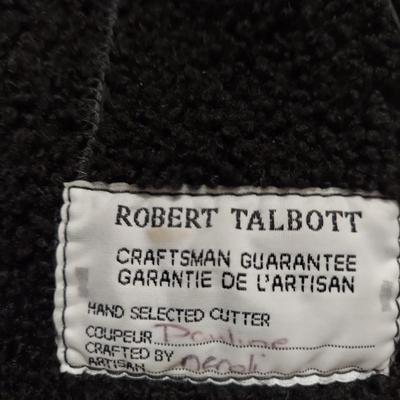 ROBERT TALBOTT
CRAFTSMAN GUARANTEE
GARANTIE DE L'ARTISAN
HAND SELECTED CUTTER
COUPEUR Pauline
CRAFTED BY
ARTISAN